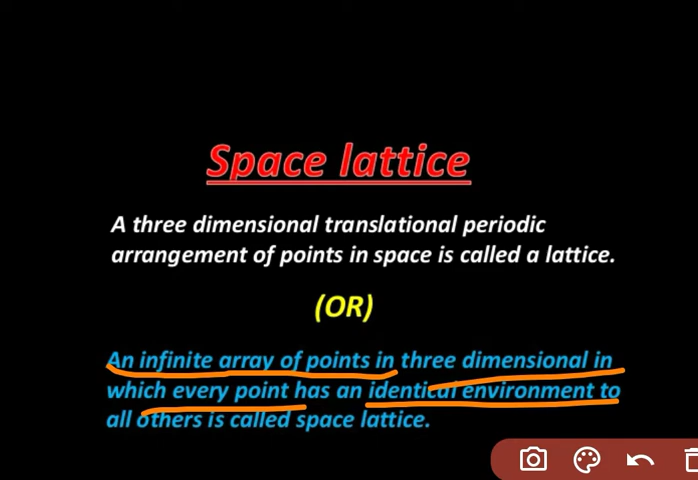 Space lattice
A three dimensional translational periodic
arrangement of points in space is called a lattice.
(OR)
An infinite array of points in three dimensional in
which every point has an identical environment to
all others is called space lattice.